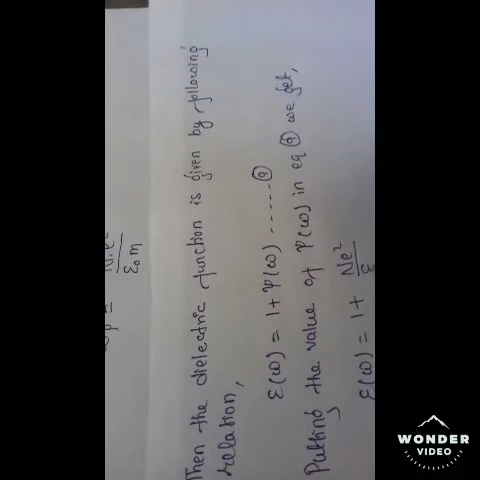 ε₀ m
Then the dielectric function is given by following
relation,
ε(ω) = 1 + χ(ω) ..... ⑨
Putting the value of χ(ω) in eq ⑨ we get,
ε(ω) = 1 + Ne²/ε
WONDER
VIDEO